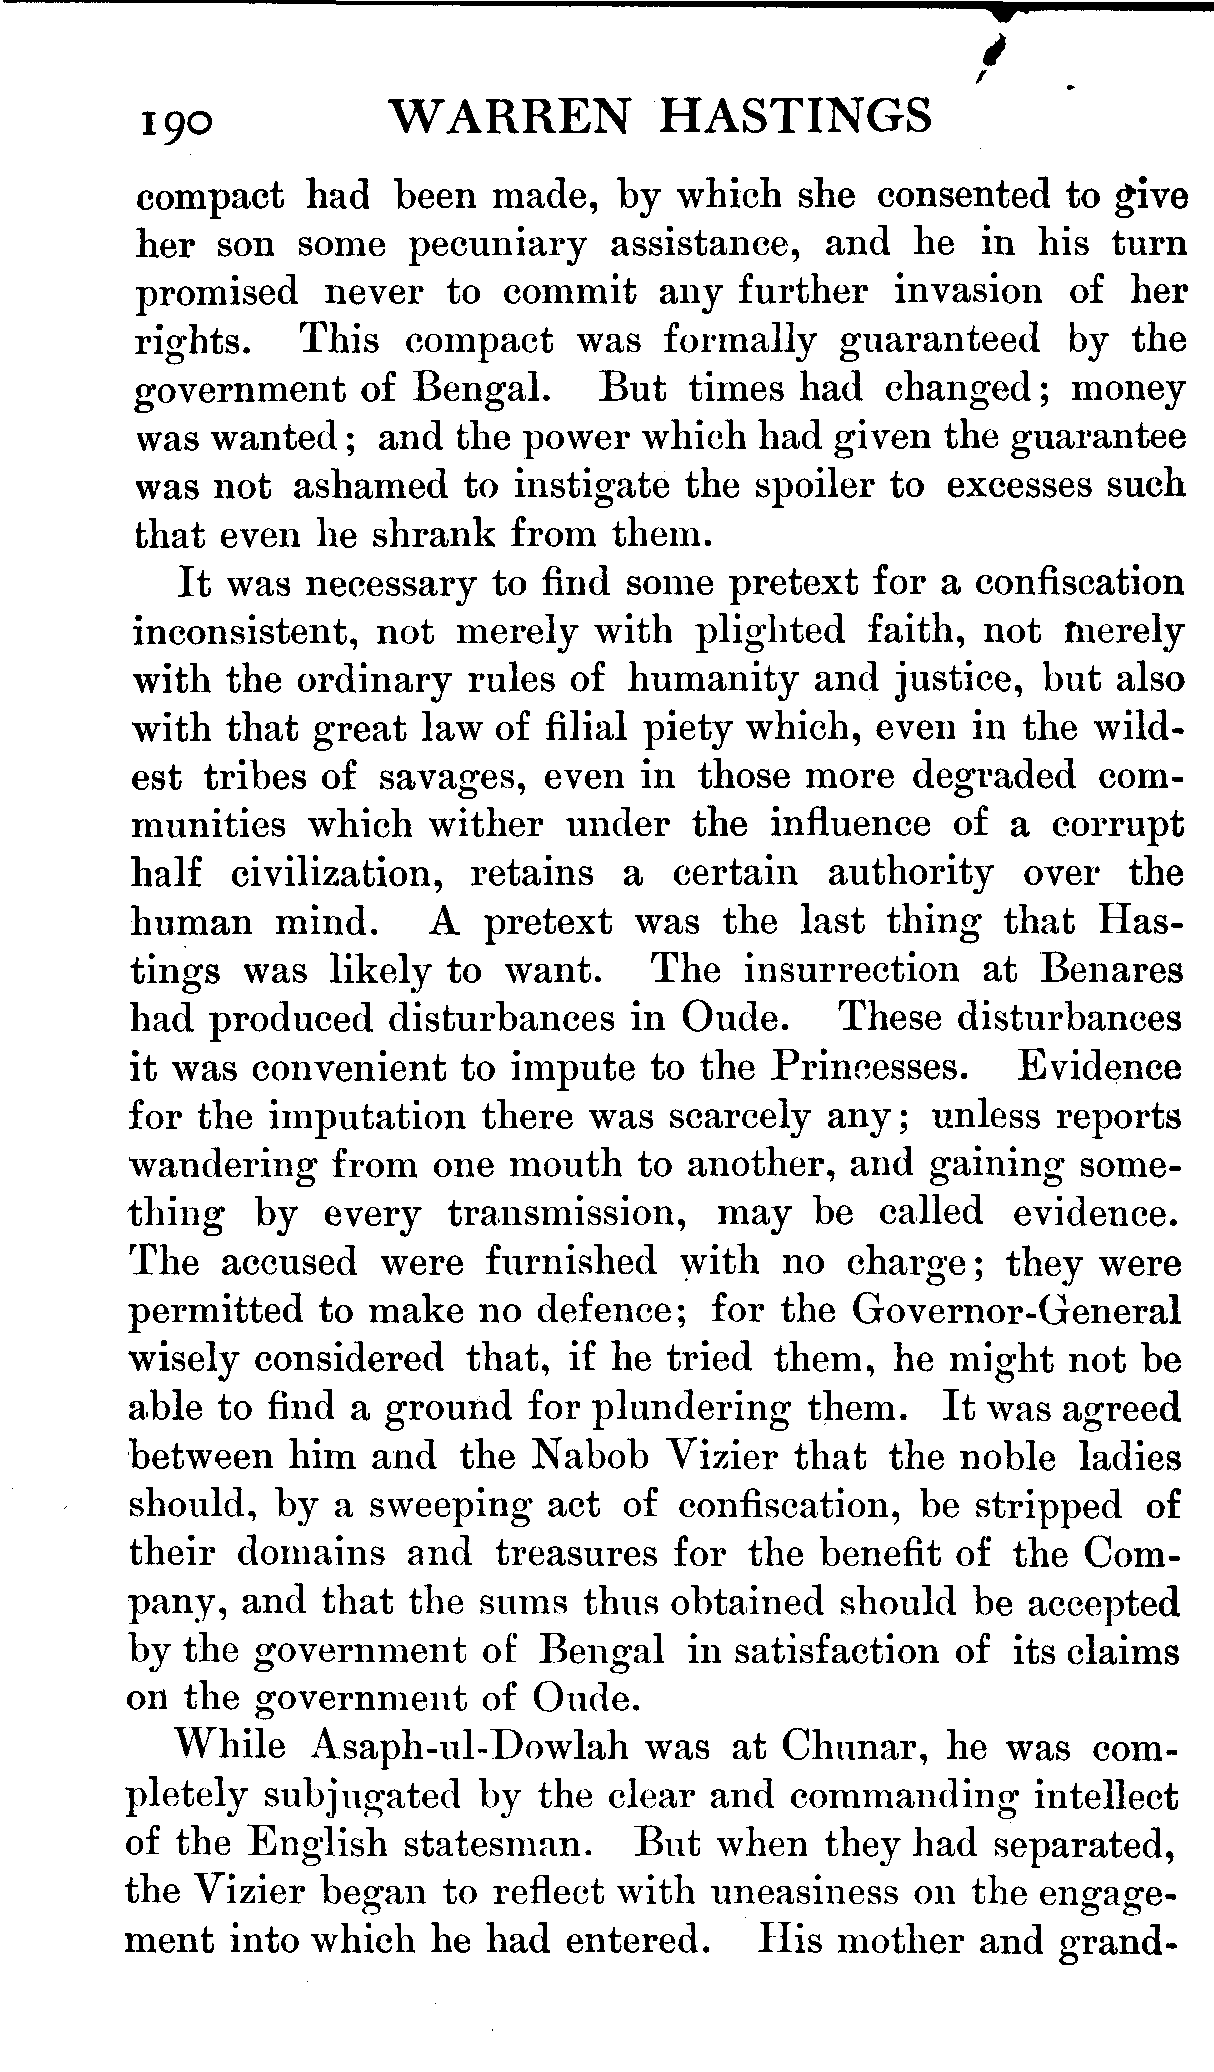 190 WARREN HASTINGS
compact had been made, by which she consented to give
her son some pecuniary assistance, and he in his turn
promised never to commit any further invasion of her
rights. This compact was formally guaranteed by the
government of Bengal. But times had changed; money
was wanted; and the power which had given the guarantee
was not ashamed to instigate the spoiler to excesses such
that even he shrank from them.
It was necessary to find some pretext for a confiscation
inconsistent, not merely with plighted faith, not merely
with the ordinary rules of humanity and justice, but also
with that great law of filial piety which, even in the wild-
est tribes of savages, even in those more degraded com-
munities which wither under the influence of a corrupt
half civilization, retains a certain authority over the
human mind. A pretext was the last thing that Has-
tings was likely to want. The insurrection at Benares
had produced disturbances in Oude. These disturbances
it was convenient to impute to the Princesses. Evidence
for the imputation there was scarcely any; unless reports
wandering from one mouth to another, and gaining some-
thing by every transmission, may be called evidence.
The accused were furnished with no charge; they were
permitted to make no defence; for the Governor-General
wisely considered that, if he tried them, he might not be
able to find a ground for plundering them. It was agreed
between him and the Nabob Vizier that the noble ladies
should, by a sweeping act of confiscation, be stripped of
their domains and treasures for the benefit of the Com-
pany, and that the sums thus obtained should be accepted
by the government of Bengal in satisfaction of its claims
on the government of Oude.
While Asaph-ul-Dowlah was at Chunar, he was com-
pletely subjugated by the clear and commanding intellect
of the English statesman. But when they had separated,
the Vizier began to reflect with uneasiness on the engage-
ment into which he had entered. His mother and grand-